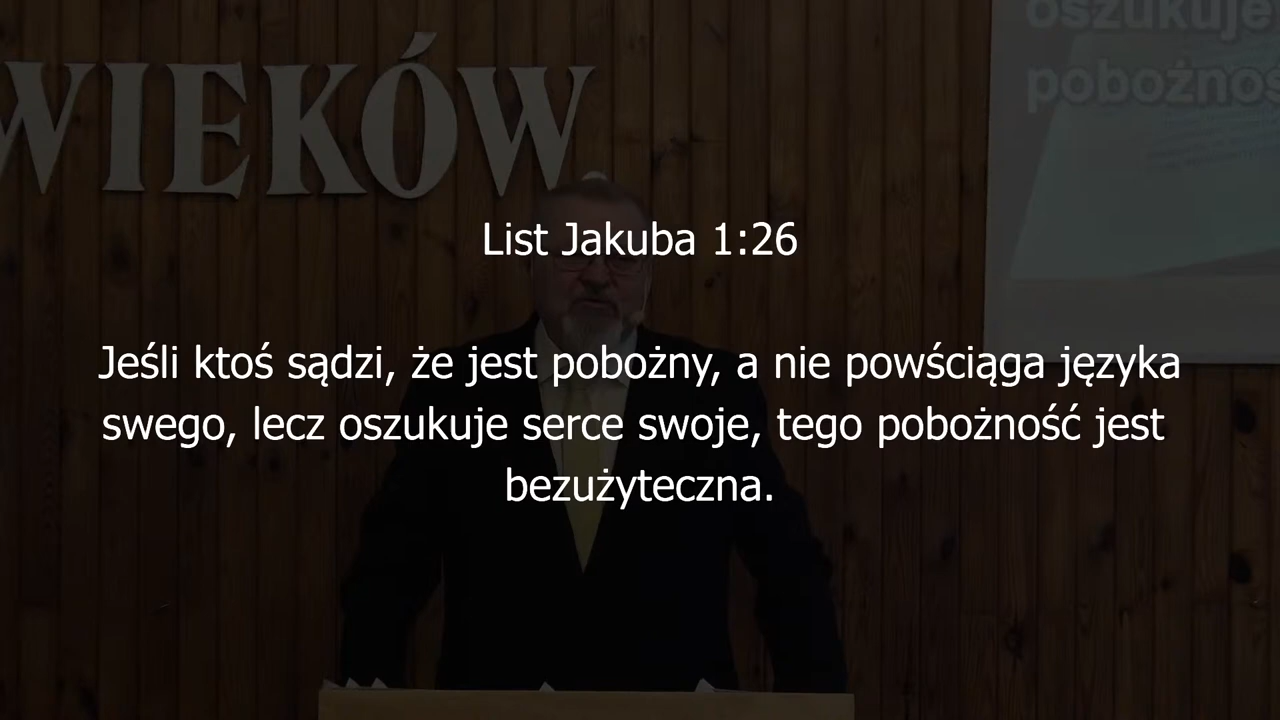 oszukuje
WIEKÓW
List Jakuba 1:26
Jeśli ktoś sądzi, że jest pobożny, a nie powściąga języka
swego, lecz oszukuje serce swoje, tego pobożność jest
bezużyteczna.